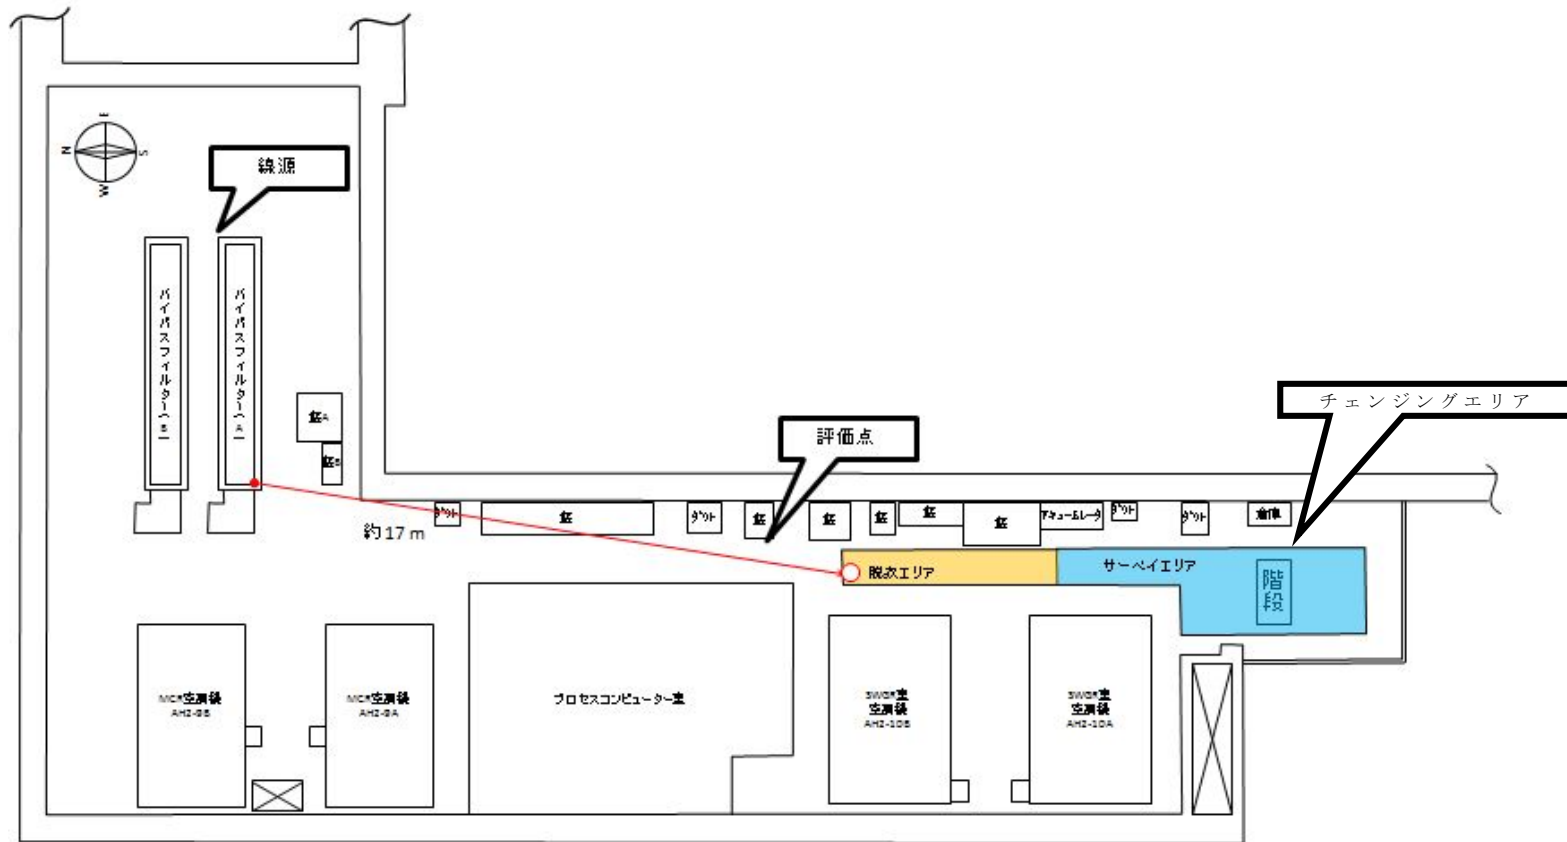 E
N
S
W
線源
バイパスフィルター(B)
バイパスフィルター(A)
盤A
盤B
評価点
チェンジングエリア
約17 m
ダクト
盤
ダクト
盤
盤
盤
盤
盤
アキュームレータ
ダクト
ダクト
倉庫
脱衣エリア
サーベイエリア
階段
MCR空調機
AH2-9B
MCR空調機
AH2-9A
プロセスコンピューター室
SWGR室
空調機
AH2-10B
SWGR室
空調機
AH2-10A